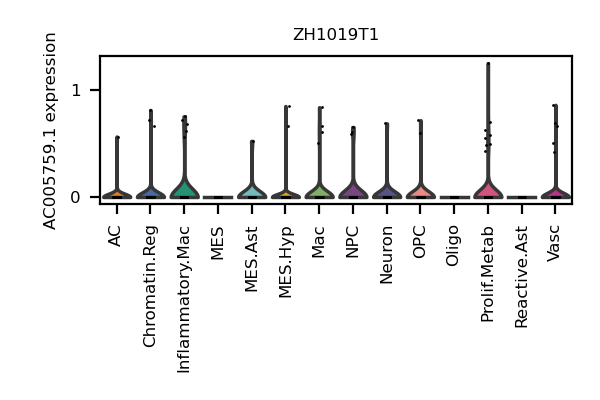 ZH1019T1
AC005759.1 expression
1
0
AC
Chromatin.Reg
Inflammatory.Mac
MES
MES.Ast
MES.Hyp
Mac
NPC
Neuron
OPC
Oligo
Prolif.Metab
Reactive.Ast
Vasc